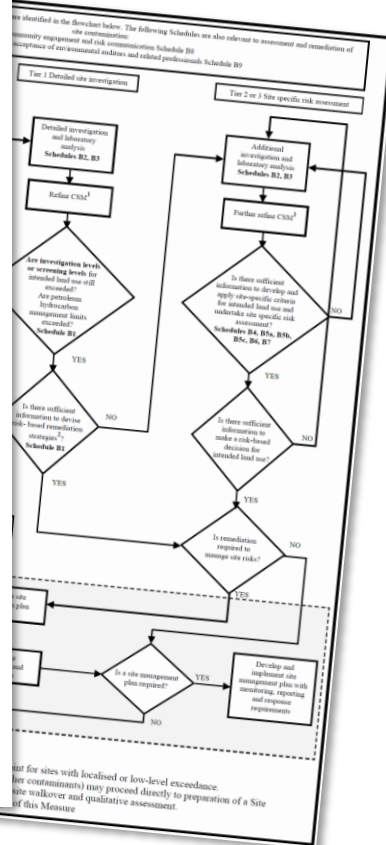 re identified in the flowchart below. The following Schedules are also relevant to assessment and remediation of
site contamination:
mmunity engagement and risk communication Schedule B8
acceptance of environmental auditors and related professionals Schedule B9
Tier 1 Detailed site investigation
Tier 2 or 3 Site specific risk assessment
Detailed investigation
and laboratory
analysis
Schedules B2, B3
Refine CSM¹
Are investigation levels
or screening levels for
intended land use still
exceeded?
Are petroleum
hydrocarbon
management limits
exceeded?
Schedule B1
YES
Is there sufficient
information to devise
risk- based remediation
strategies²?
Schedule B1
NO
YES
Additional
investigation and
laboratory analysis
Schedules B2, B3
Further refine CSM¹
Is there sufficient
information to develop and
apply site-specific criteria
for intended land use and
undertake site specific risk
assessment?
Schedules B4, B5a, B5b,
B5c, B6, B7
NO
YES
Is there sufficient
information to
make a risk-based
decision for
intended land use?
NO
YES
Is remediation
required to
manage site risks?
NO
YES
site
plan
Is a site management
plan required?
YES
NO
Develop and
implement site
management plan with
monitoring, reporting
and response
requirements
int for sites with localised or low-level exceedance.
her contaminants) may proceed directly to preparation of a Site
site walkover and qualitative assessment.
of this Measure